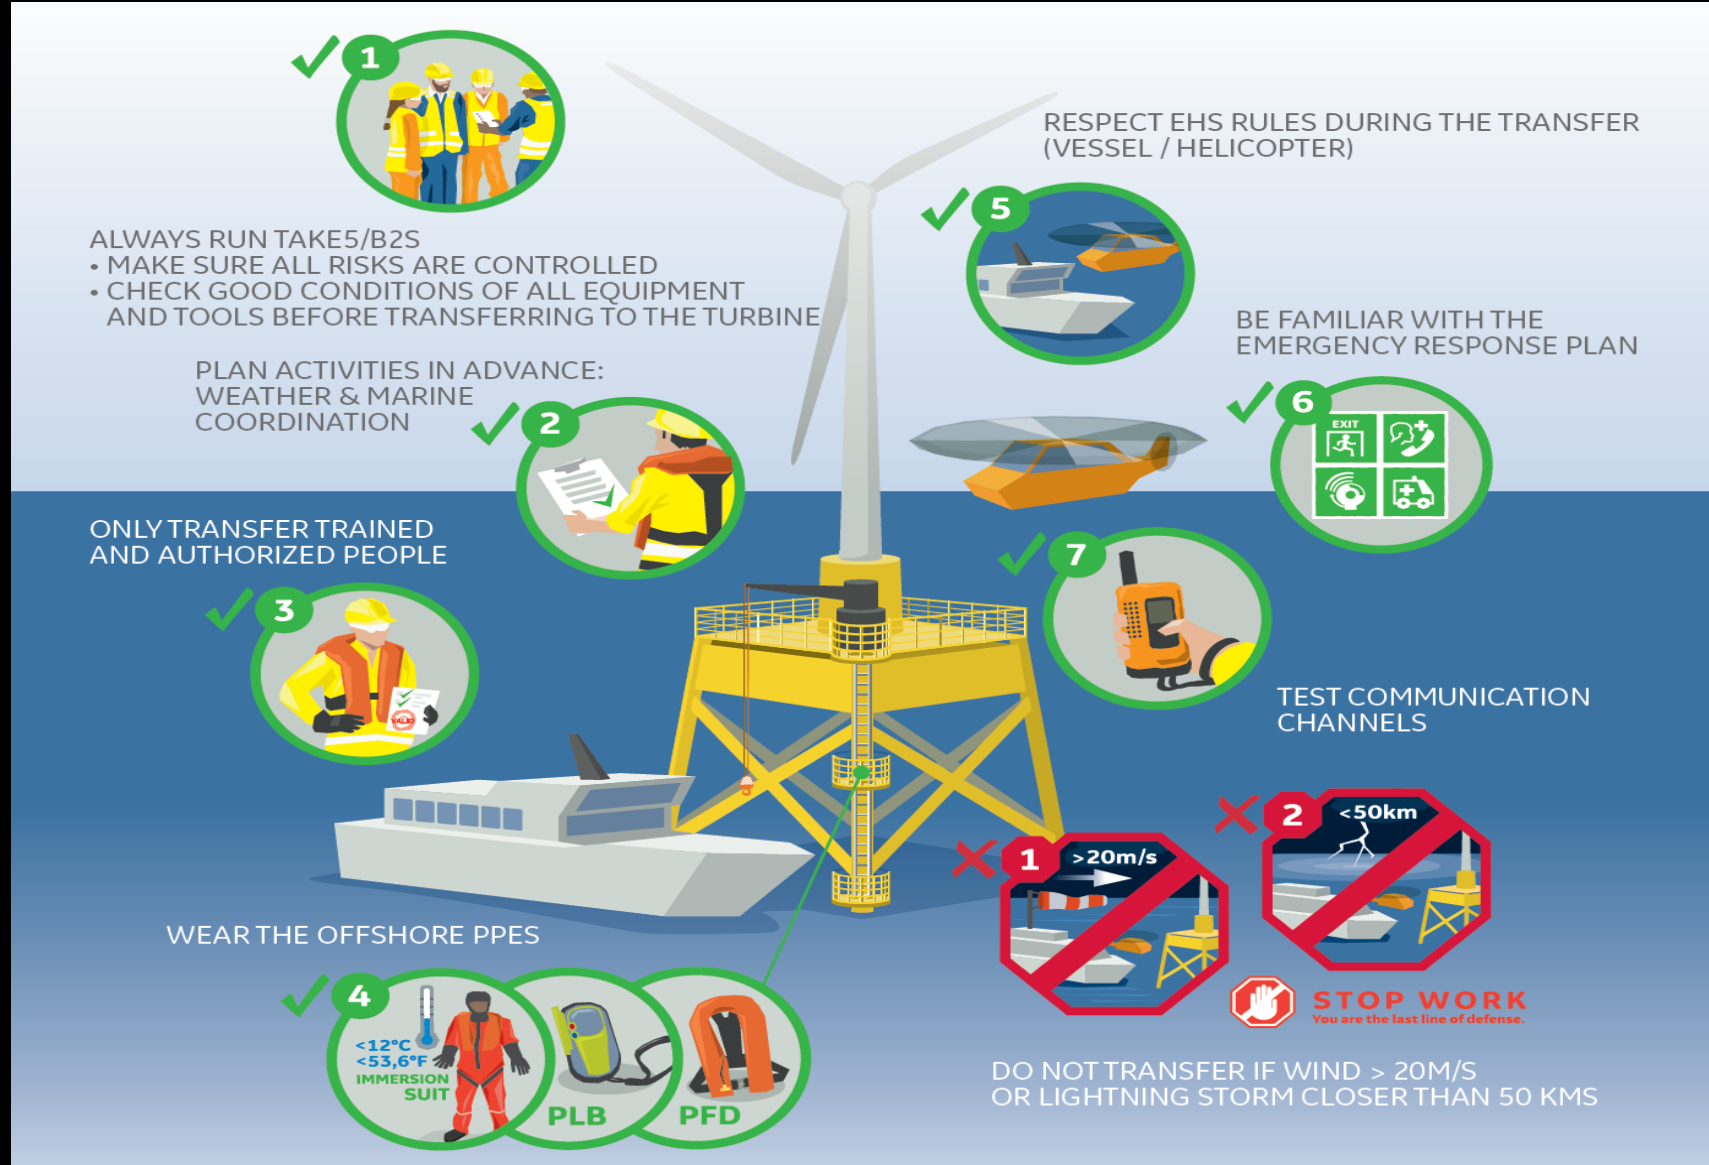 1
ALWAYS RUN TAKE5/B2S
• MAKE SURE ALL RISKS ARE CONTROLLED
• CHECK GOOD CONDITIONS OF ALL EQUIPMENT
AND TOOLS BEFORE TRANSFERRING TO THE TURBINE
PLAN ACTIVITIES IN ADVANCE:
WEATHER & MARINE
COORDINATION
2
ONLY TRANSFER TRAINED
AND AUTHORIZED PEOPLE
3
VALID
WEAR THE OFFSHORE PPES
4
<12°C
<53,6°F
IMMERSION
SUIT
PLB
PFD
RESPECT EHS RULES DURING THE TRANSFER
(VESSEL / HELICOPTER)
5
BE FAMILIAR WITH THE
EMERGENCY RESPONSE PLAN
6
EXIT
7
TEST COMMUNICATION
CHANNELS
1
>20m/s
2
<50km
STOP WORK
You are the last line of defense.
DO NOT TRANSFER IF WIND > 20M/S
OR LIGHTNING STORM CLOSER THAN 50 KMS